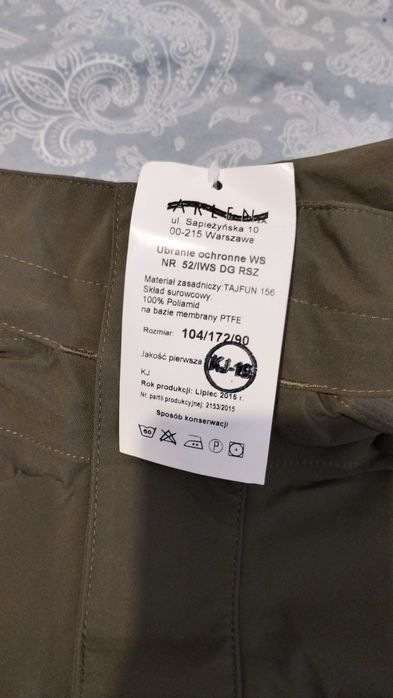 ARLEN
ul. Sapieżyńska 10
00-215 Warszawa
Ubranie ochronne WS
NR 52/IWS DG RSZ
Materiał zasadniczy:TAJFUN 156
Skład surowcowy:
100% Poliamid
na bazie membrany PTFE
Rozmiar: 104/172/90
Jakość pierwsza
KJ
Rok produkcji: Lipiec 2015 r.
Nr. partii produkcyjnej: 2153/2015
Sposób konserwacji
60
P